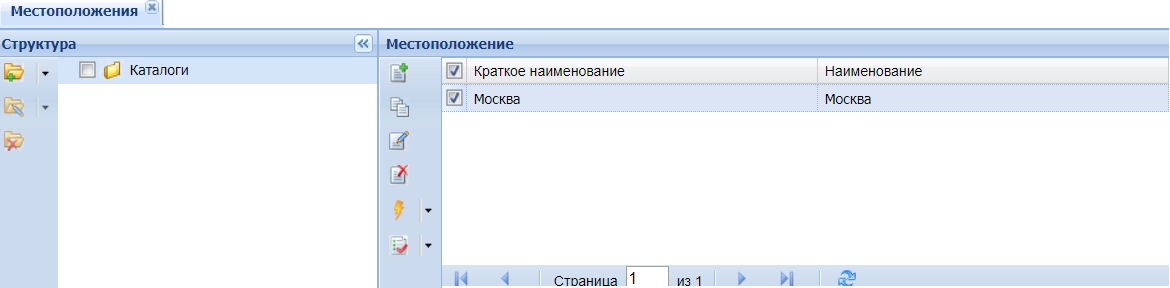 Местоположения
Структура
Местоположение
Каталоги
Краткое наименование
Наименование
Москва
Москва
Страница 1 из 1